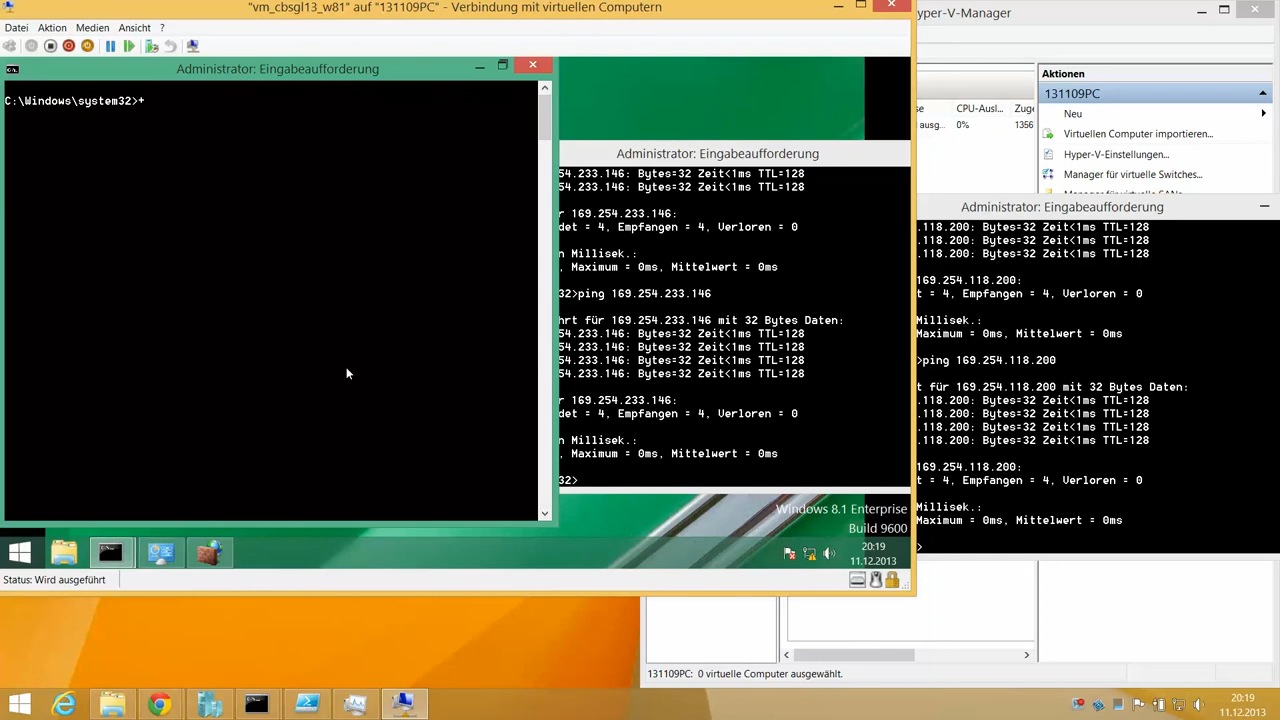 "vm_cbsgl13_w81" auf "131109PC" - Verbindung mit virtuellen Computern
Datei Aktion Medien Ansicht ?
Administrator: Eingabeaufforderung
C:\Windows\system32>+
Administrator: Eingabeaufforderung
54.233.146: Bytes=32 Zeit<1ms TTL=128
54.233.146: Bytes=32 Zeit<1ms TTL=128
r 169.254.233.146:
det = 4, Empfangen = 4, Verloren = 0
n Millisek.:
, Maximum = 0ms, Mittelwert = 0ms
32>ping 169.254.233.146
hrt für 169.254.233.146 mit 32 Bytes Daten:
54.233.146: Bytes=32 Zeit<1ms TTL=128
54.233.146: Bytes=32 Zeit<1ms TTL=128
54.233.146: Bytes=32 Zeit<1ms TTL=128
54.233.146: Bytes=32 Zeit<1ms TTL=128
r 169.254.233.146:
det = 4, Empfangen = 4, Verloren = 0
n Millisek.:
, Maximum = 0ms, Mittelwert = 0ms
32>
Windows 8.1 Enterprise
Build 9600
20:19
11.12.2013
Status: Wird ausgeführt
yper-V-Manager
se CPU-Ausl... Zuge
ausg... 0% 1356
Aktionen
131109PC
Neu
Virtuellen Computer importieren...
Hyper-V-Einstellungen...
Manager für virtuelle Switches...
Manager für virtuelle SANs...
Administrator: Eingabeaufforderung
.118.200: Bytes=32 Zeit<1ms TTL=128
.118.200: Bytes=32 Zeit<1ms TTL=128
.118.200: Bytes=32 Zeit<1ms TTL=128
169.254.118.200:
t = 4, Empfangen = 4, Verloren = 0
Millisek.:
Maximum = 0ms, Mittelwert = 0ms
>ping 169.254.118.200
t für 169.254.118.200 mit 32 Bytes Daten:
.118.200: Bytes=32 Zeit<1ms TTL=128
.118.200: Bytes=32 Zeit<1ms TTL=128
.118.200: Bytes=32 Zeit<1ms TTL=128
.118.200: Bytes=32 Zeit<1ms TTL=128
169.254.118.200:
t = 4, Empfangen = 4, Verloren = 0
Millisek.:
Maximum = 0ms, Mittelwert = 0ms
>
131109PC: 0 virtuelle Computer ausgewählt.
20:19
11.12.2013